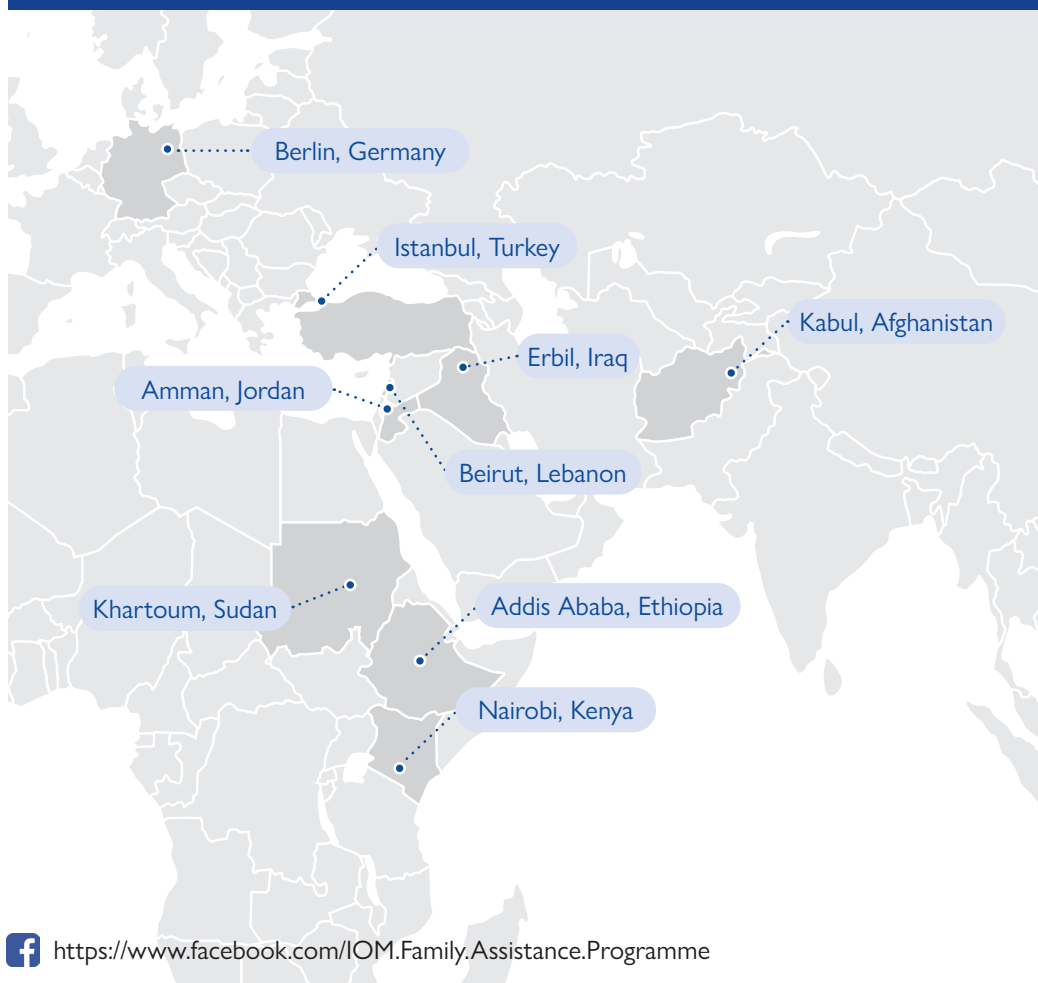 Berlin, Germany
Istanbul, Turkey
Kabul, Afghanistan
Erbil, Iraq
Amman, Jordan
Beirut, Lebanon
Khartoum, Sudan
Addis Ababa, Ethiopia
Nairobi, Kenya
https://www.facebook.com/IOM.Family.Assistance.Programme